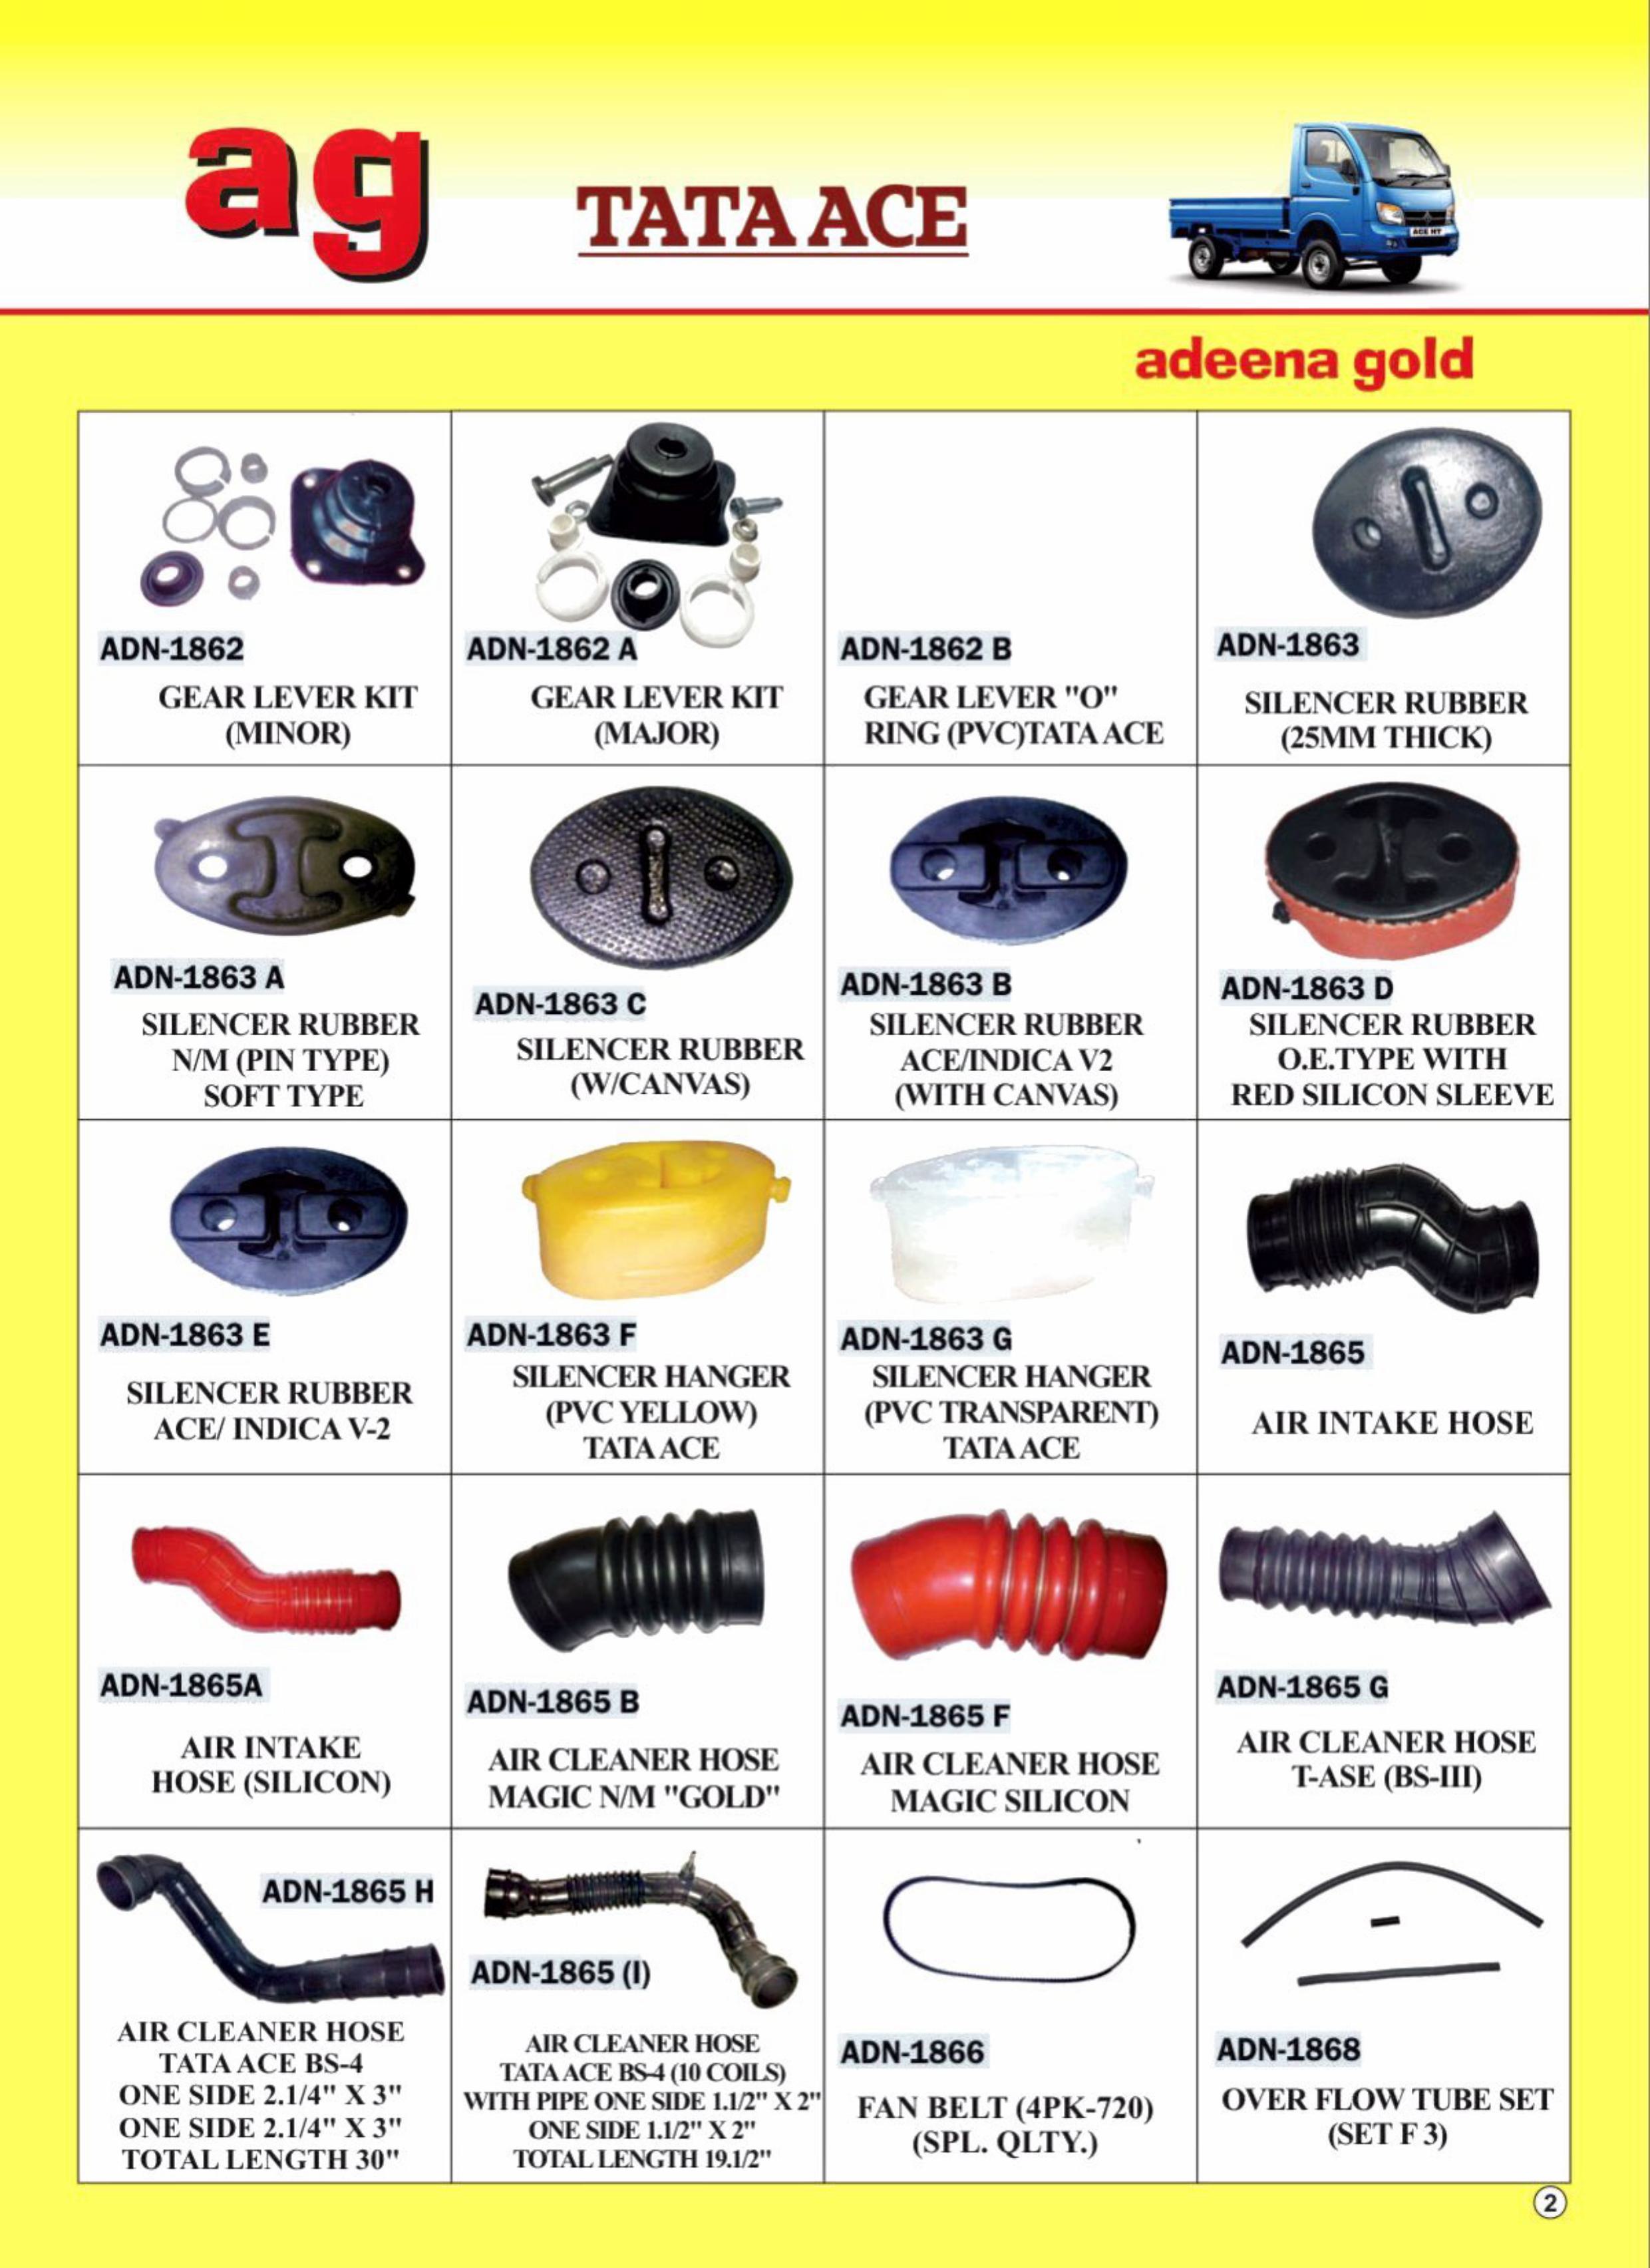 ag
TATA ACE
ACE HT
adeena gold
ADN-1862
GEAR LEVER KIT
(MINOR)
ADN-1862 A
GEAR LEVER KIT
(MAJOR)
ADN-1862 B
GEAR LEVER "O"
RING (PVC)TATA ACE
ADN-1863
SILENCER RUBBER
(25MM THICK)
ADN-1863 A
SILENCER RUBBER
N/M (PIN TYPE)
SOFT TYPE
ADN-1863 C
SILENCER RUBBER
(W/CANVAS)
ADN-1863 B
SILENCER RUBBER
ACE/INDICA V2
(WITH CANVAS)
ADN-1863 D
SILENCER RUBBER
O.E.TYPE WITH
RED SILICON SLEEVE
ADN-1863 E
SILENCER RUBBER
ACE/ INDICA V-2
ADN-1863 F
SILENCER HANGER
(PVC YELLOW)
TATA ACE
ADN-1863 G
SILENCER HANGER
(PVC TRANSPARENT)
TATA ACE
ADN-1865
AIR INTAKE HOSE
ADN-1865A
AIR INTAKE
HOSE (SILICON)
ADN-1865 B
AIR CLEANER HOSE
MAGIC N/M "GOLD"
ADN-1865 F
AIR CLEANER HOSE
MAGIC SILICON
ADN-1865 G
AIR CLEANER HOSE
T-ASE (BS-III)
ADN-1865 H
AIR CLEANER HOSE
TATA ACE BS-4
ONE SIDE 2.1/4" X 3"
ONE SIDE 2.1/4" X 3"
TOTAL LENGTH 30"
ADN-1865 (I)
AIR CLEANER HOSE
TATA ACE BS-4 (10 COILS)
WITH PIPE ONE SIDE 1.1/2" X 2"
ONE SIDE 1.1/2" X 2"
TOTAL LENGTH 19.1/2"
ADN-1866
FAN BELT (4PK-720)
(SPL. QLTY.)
ADN-1868
OVER FLOW TUBE SET
(SET F 3)
2